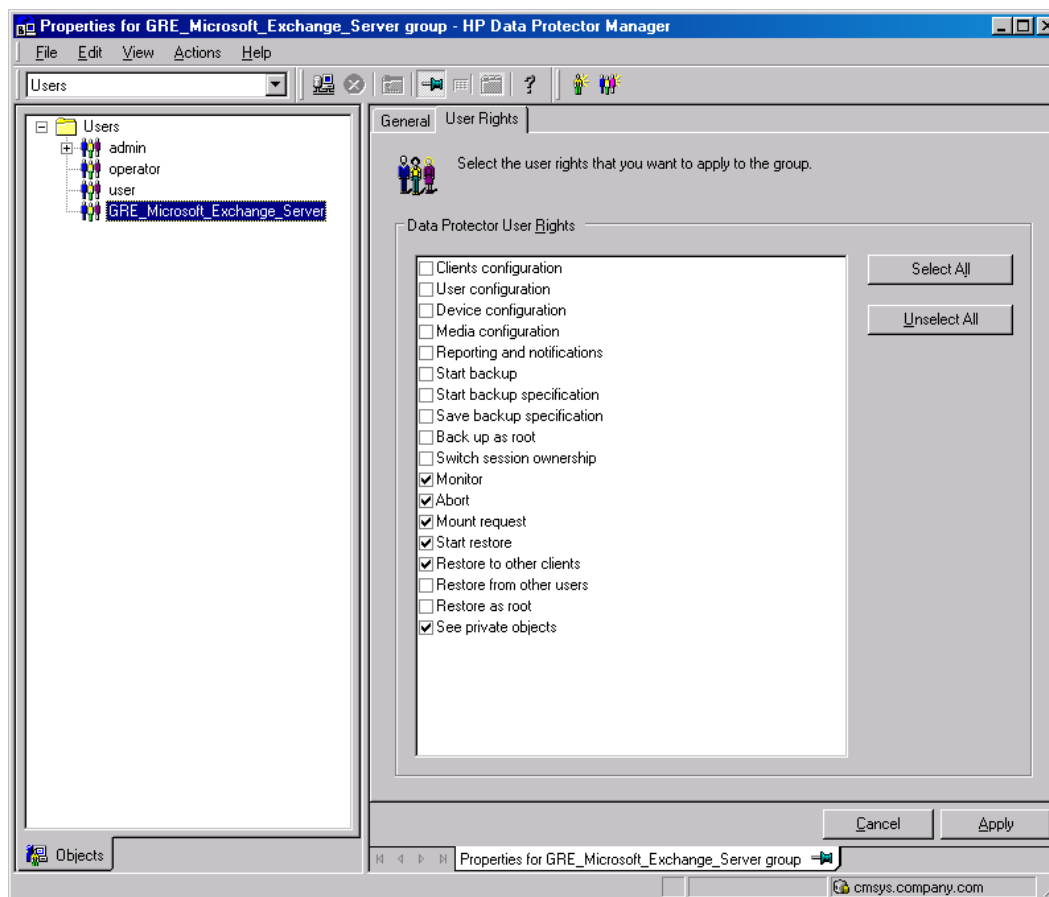 Properties for GRE_Microsoft_Exchange_Server group - HP Data Protector Manager
File Edit View Actions Help
Users
Users
admin
operator
user
GRE_Microsoft_Exchange_Server
Objects
General User Rights
Select the user rights that you want to apply to the group.
Data Protector User Rights
Clients configuration
User configuration
Device configuration
Media configuration
Reporting and notifications
Start backup
Start backup specification
Save backup specification
Back up as root
Switch session ownership
Monitor
Abort
Mount request
Start restore
Restore to other clients
Restore from other users
Restore as root
See private objects
Select All
Unselect All
Cancel Apply
Properties for GRE_Microsoft_Exchange_Server group
cmsys.company.com